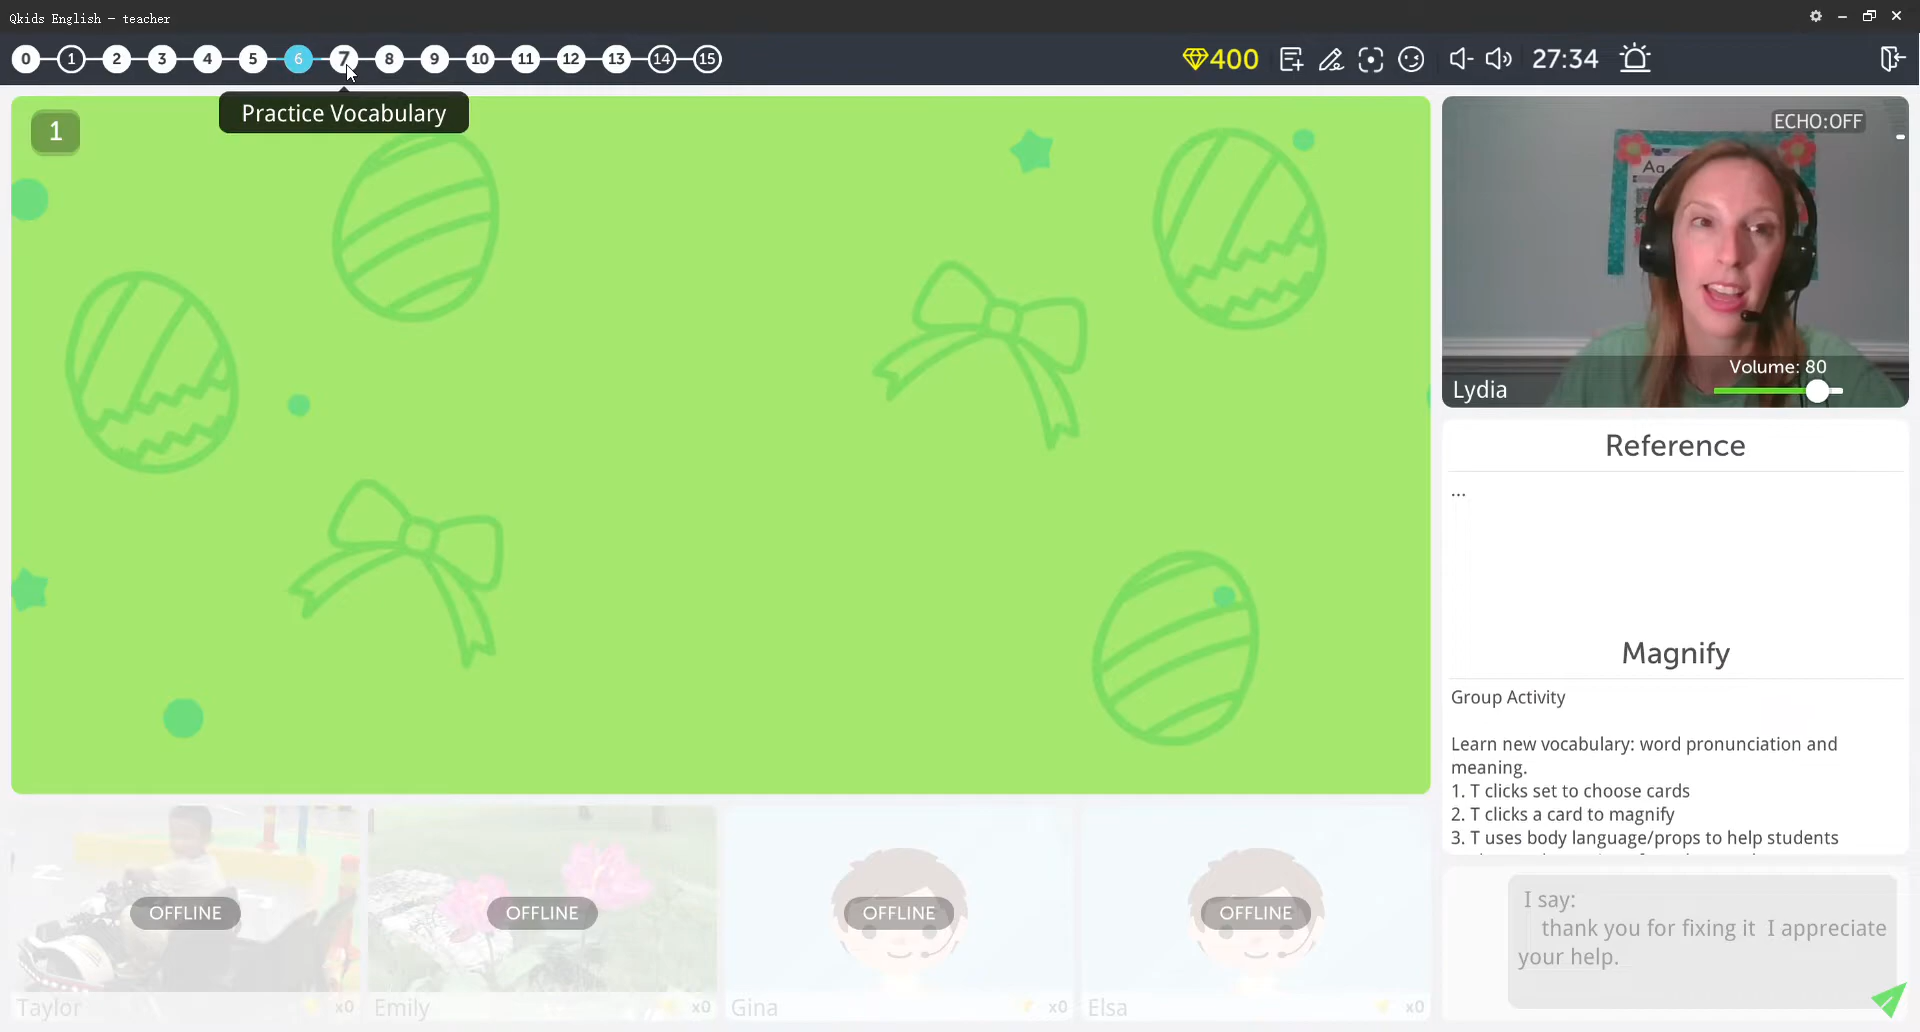 Qkids English - teacher
0 1 2 3 4 5 6 7 8 9 10 11 12 13 14 15
400
27:34
Practice Vocabulary
1
ECHO:OFF
Aa
Volume: 80
Lydia
Reference
...
Magnify
Group Activity
Learn new vocabulary: word pronunciation and
meaning.
1. T clicks set to choose cards
2. T clicks a card to magnify
3. T uses body language/props to help students
I say:
thank you for fixing it I appreciate
your help.
OFFLINE
OFFLINE
OFFLINE
OFFLINE
Taylor x0
Emily x0
Gina x0
Elsa x0